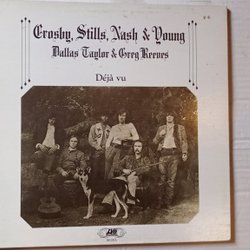 Crosby, Stills, Nash & Young
Dallas Taylor & Greg Reeves
Déjà vu